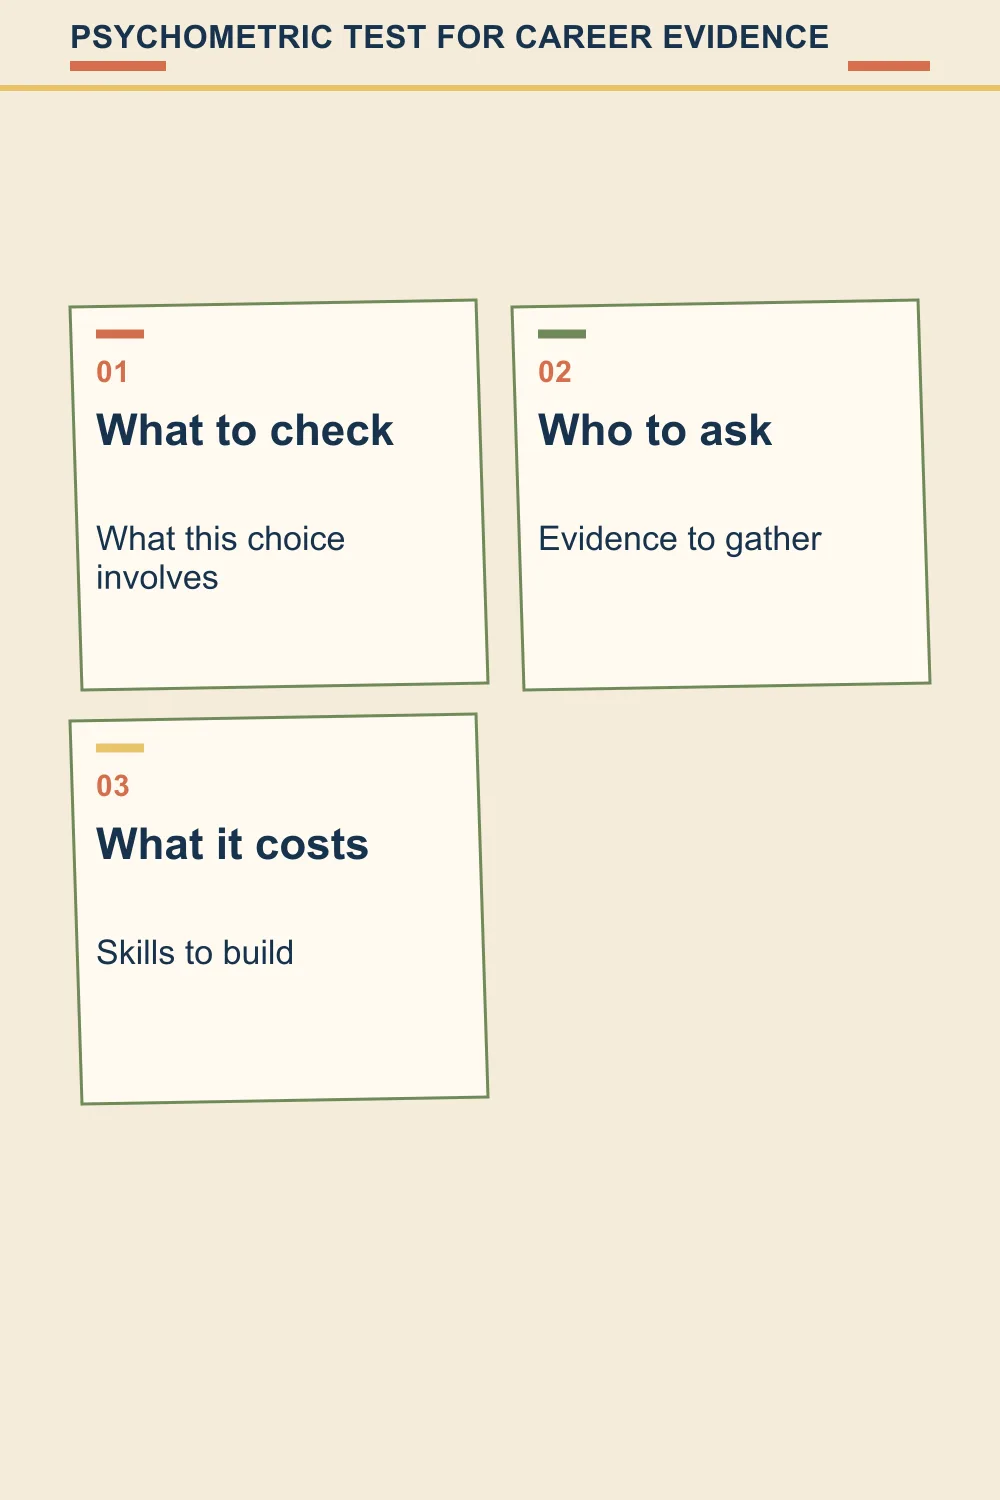 PSYCHOMETRIC TEST FOR CAREER EVIDENCE
01
What to check
What this choice
involves
02
Who to ask
Evidence to gather
03
What it costs
Skills to build